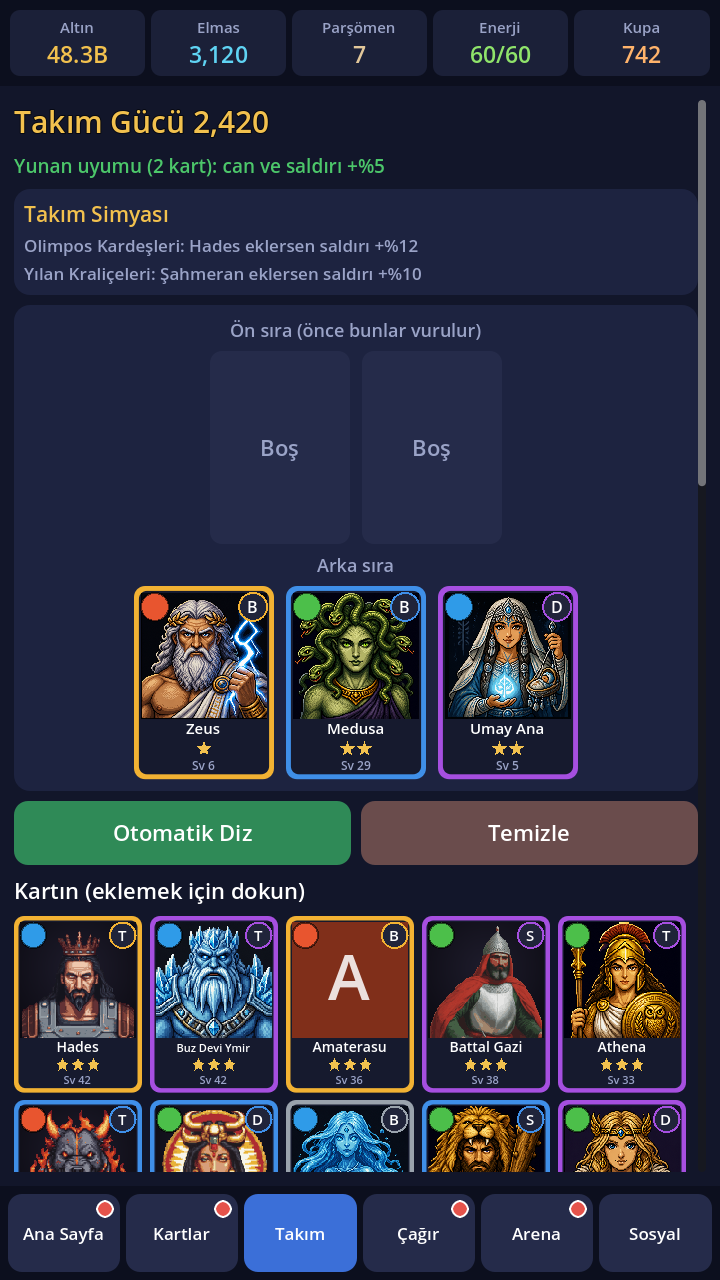 Altın
Elmas
Parşömen
Enerji
Kupa
48.3B
3,120
7
60/60
742
Takım Gücü 2,420
Yunan uyumu (2 kart): can ve saldırı +%5
Takım Simyası
Olimpos Kardeşleri: Hades eklersen saldırı +%12
Yılan Kraliçeleri: Şahmeran eklersen saldırı +%10
Ön sıra (önce bunlar vurulur)
Boş
Boş
Arka sıra
B
B
D
Zeus
Medusa
Umay Ana
Sv 6
Sv 29
Sv 5
Otomatik Diz
Temizle
Kartın (eklemek için dokun)
T
T
B
S
T
A
Hades
Buz Devi Ymir
Amaterasu
Battal Gazi
Athena
Sv 42
Sv 42
Sv 36
Sv 38
Sv 33
T
D
B
S
D
Ana Sayfa
Kartlar
Takım
Çağır
Arena
Sosyal